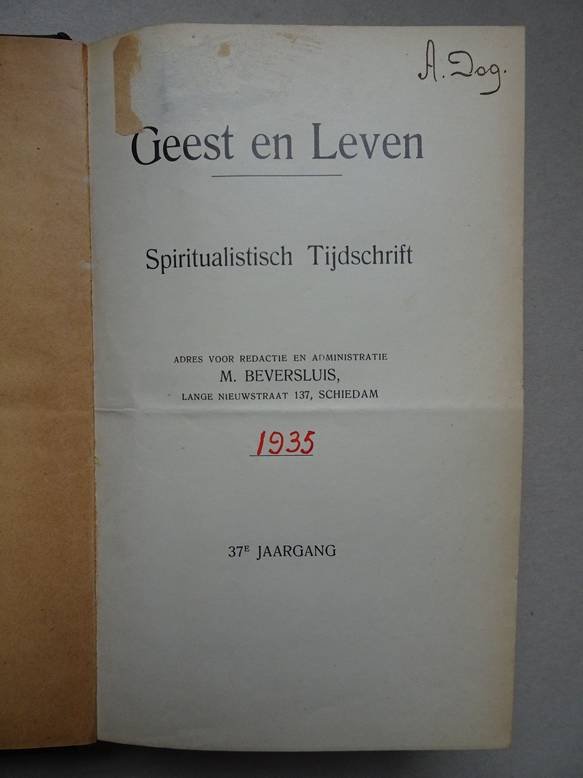 A. Dog.
Geest en Leven
Spiritualistisch Tijdschrift
ADRES VOOR REDACTIE EN ADMINISTRATIE
M. BEVERSLUIS,
LANGE NIEUWSTRAAT 137, SCHIEDAM
1935
37E JAARGANG